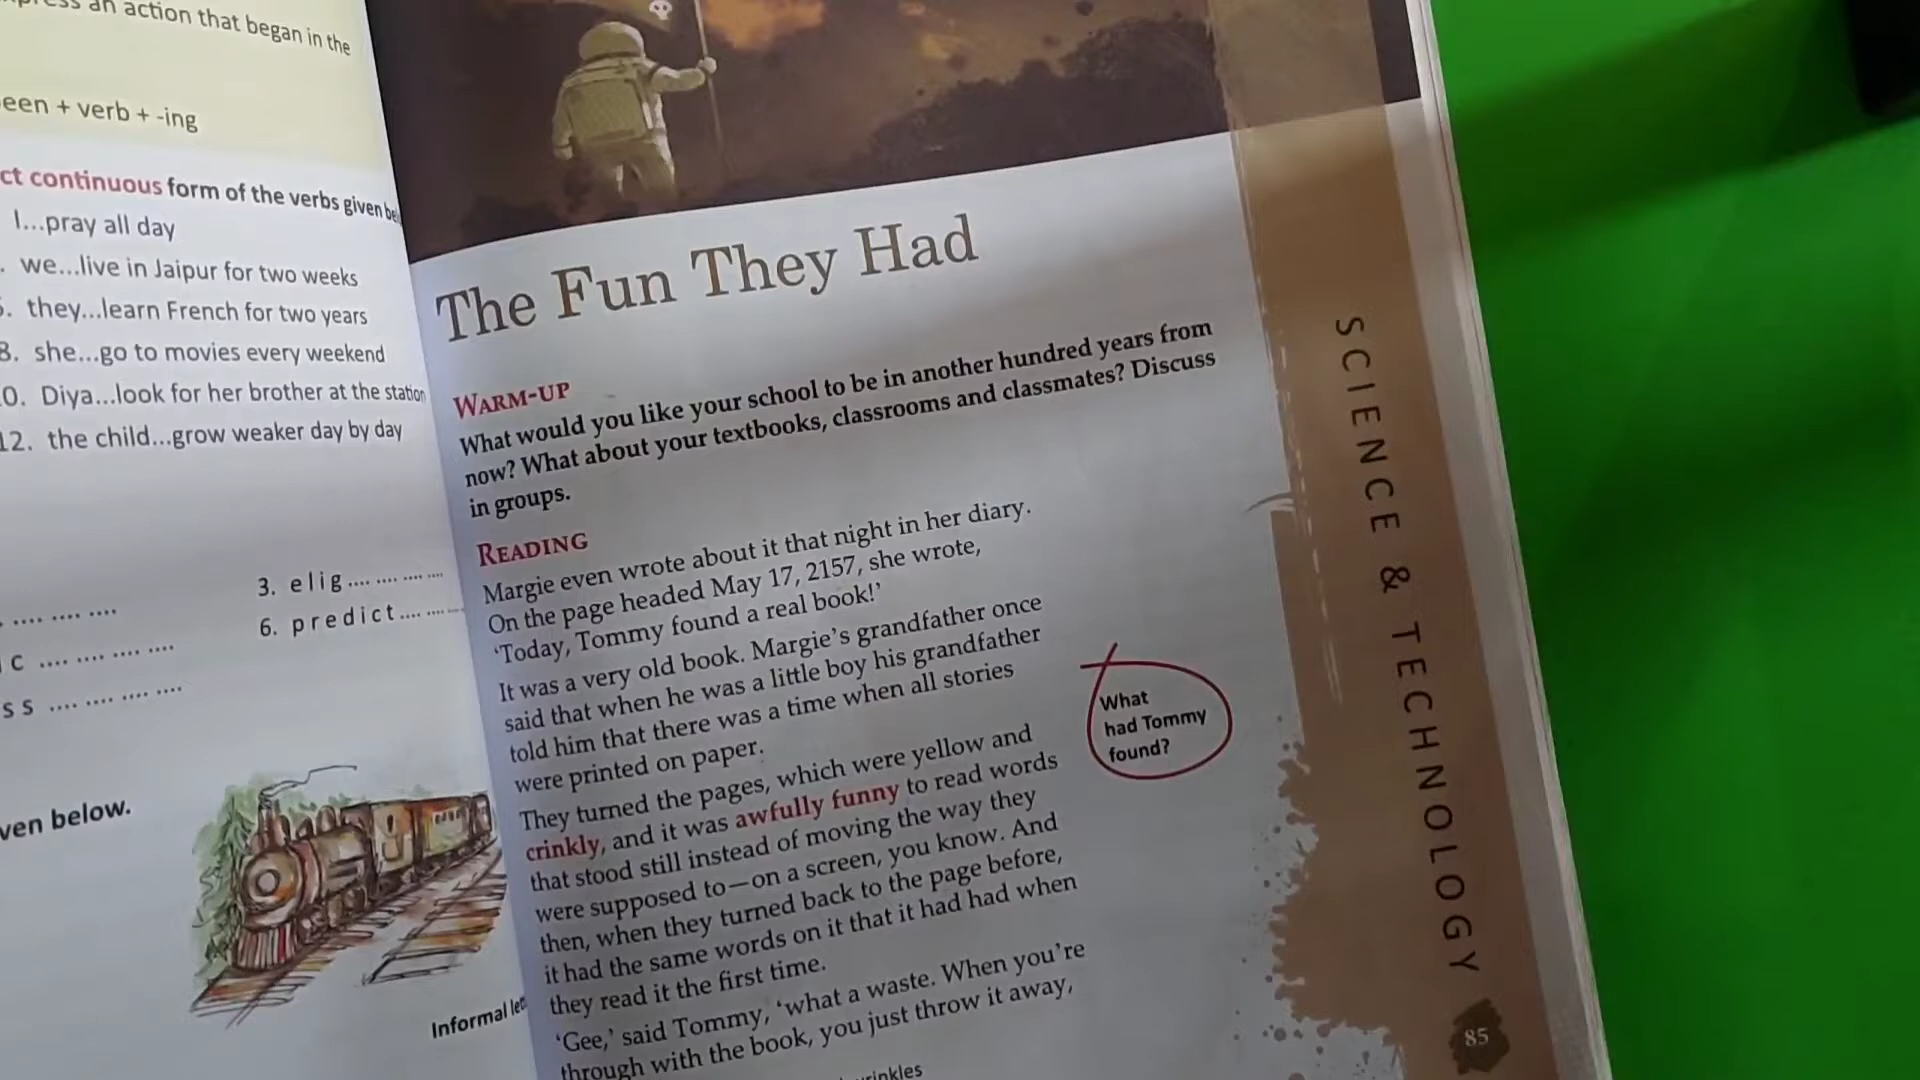 an action that began in the
+ verb + -ing
continuous form of the verbs given
I...pray all day
we...live in Jaipur for two weeks
they...learn French for two years
she...go to movies every weekend
Diya...look for her brother at the station
12. the child...grow weaker day by day
.... .... ....
3. elig.... .... .... ....
6. predict.... .... ....
c .... .... .... ....
ss .... .... .... ....
below.
Informal
The Fun They Had
WARM-UP
What would you like your school to be in another hundred years from
now? What about your textbooks, classrooms and classmates? Discuss
in groups.
READING
Margie even wrote about it that night in her diary.
On the page headed May 17, 2157, she wrote,
‘Today, Tommy found a real book!’
It was a very old book. Margie’s grandfather once
said that when he was a little boy his grandfather
told him that there was a time when all stories
were printed on paper.
They turned the pages, which were yellow and
crinkly, and it was awfully funny to read words
that stood still instead of moving the way they
were supposed to—on a screen, you know. And
then, when they turned back to the page before,
it had the same words on it that it had had when
they read it the first time.
‘Gee,’ said Tommy, ‘what a waste. When you’re
through with the book, you just throw it away,
What
had Tommy
found?
SCIENCE & TECHNOLOGY
85